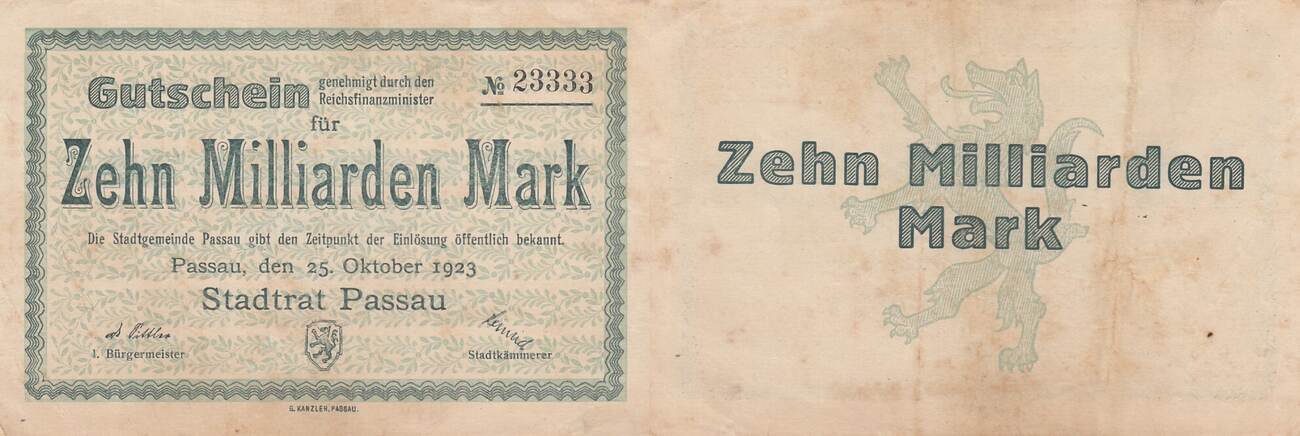 Gutschein genehmigt durch den
Reichsfinanzminister
№ 23333
für
Zehn Milliarden Mark
Die Stadtgemeinde Passau gibt den Zeitpunkt der Einlösung öffentlich bekannt.
Passau, den 25. Oktober 1923
Stadtrat Passau
1. Bürgermeister
Stadtkämmerer
G. KANZLER, PASSAU.
Zehn Milliarden
Mark